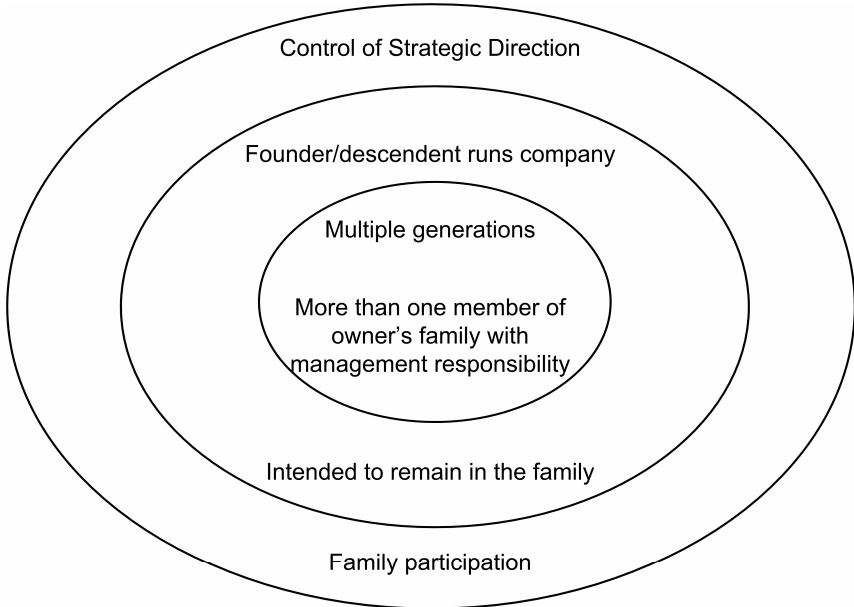 Control of Strategic Direction
Founder/descendent runs company
Multiple generations
More than one member of
owner’s family with
management responsibility
Intended to remain in the family
Family participation